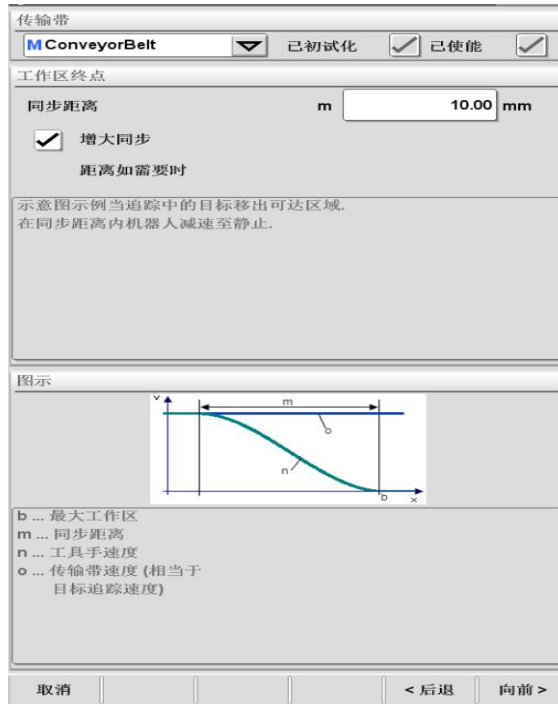 传输带
M ConveyorBelt 已初试化 已使能
工作区终点
同步距离 m 10.00 mm
增大同步
距离如需要时
示意图示例当追踪中的目标移出可达区域.
在同步距离内机器人减速至静止.
图示
v m
o
n
b x
b ... 最大工作区
m ... 同步距离
n ... 工具手速度
o ... 传输带速度 (相当于
目标追踪速度)
取消 < 后退 向前 >